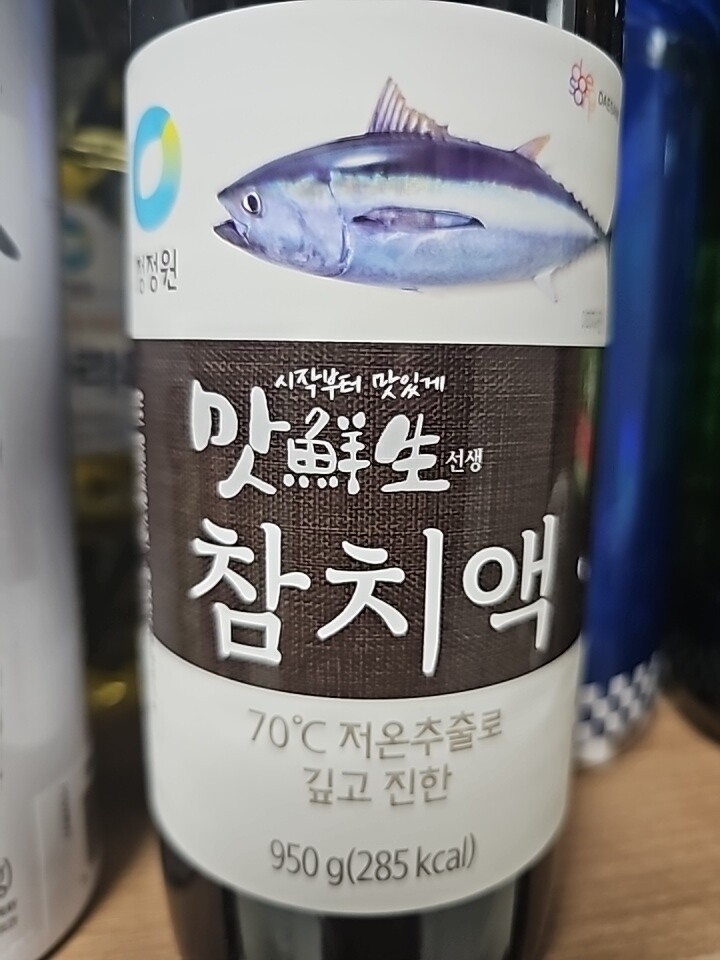 청정원
시작부터 맛있게
맛鮮生 선생
참치액
70℃ 저온추출로
깊고 진한
950 g(285 kcal)